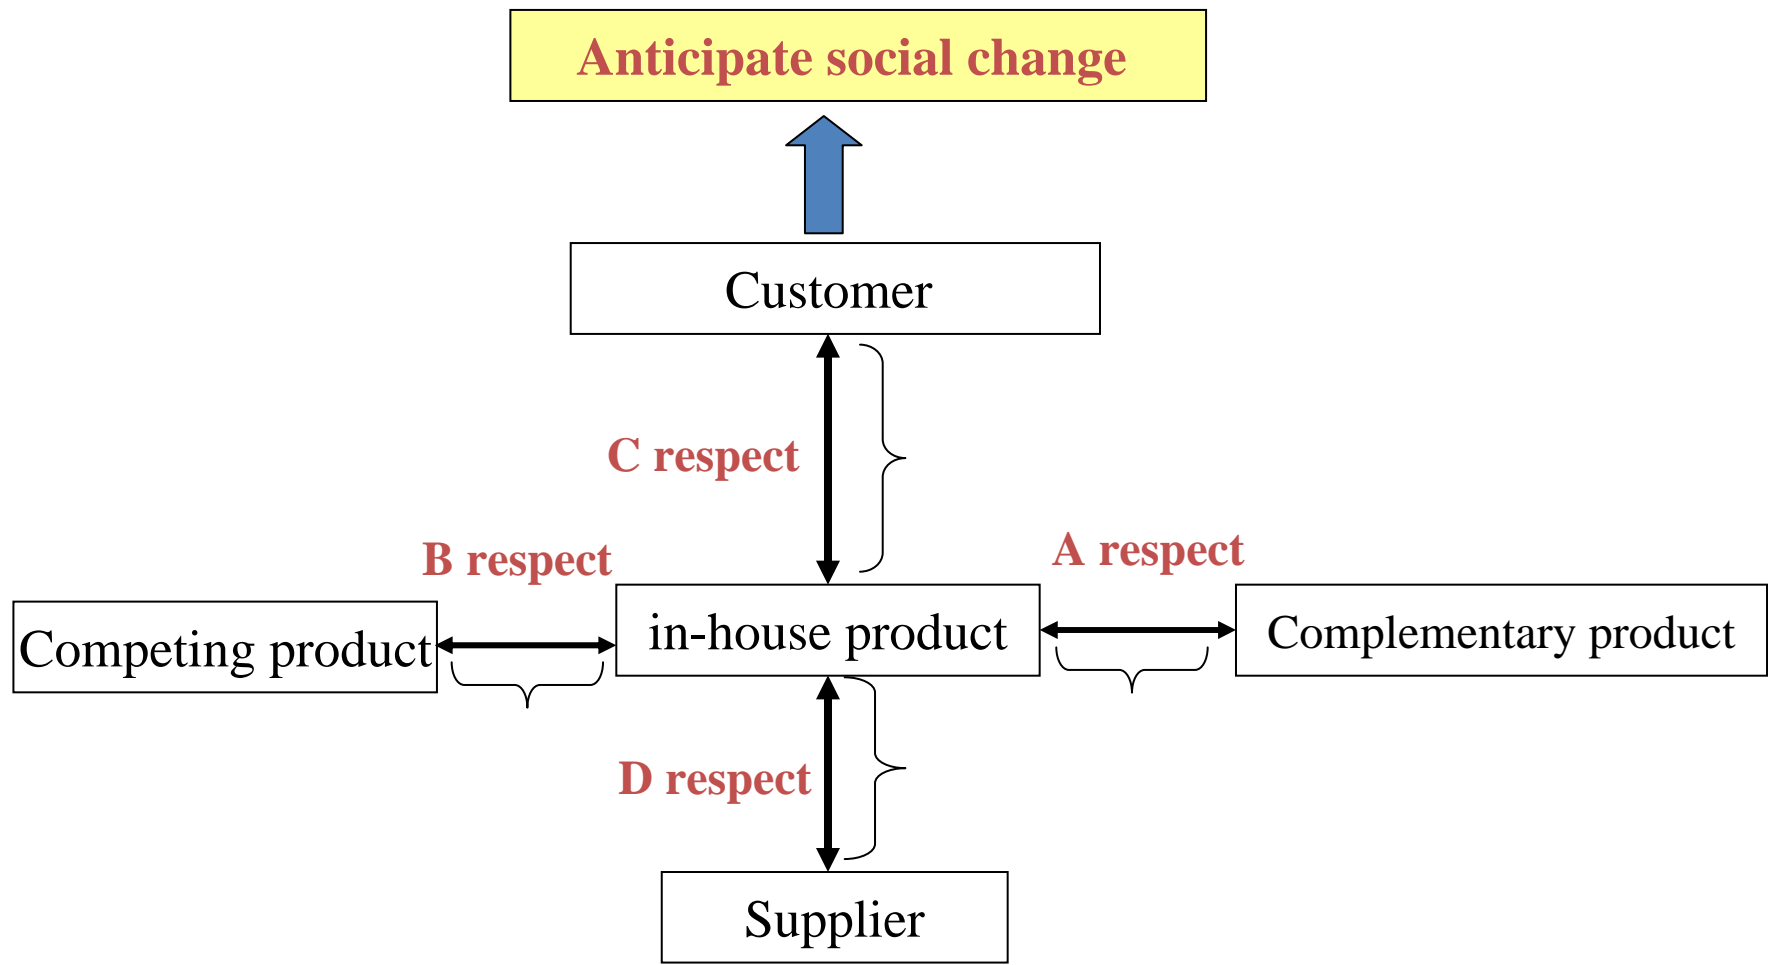 Anticipate social change
Customer
C respect
B respect
A respect
Competing product
in-house product
Complementary product
D respect
Supplier